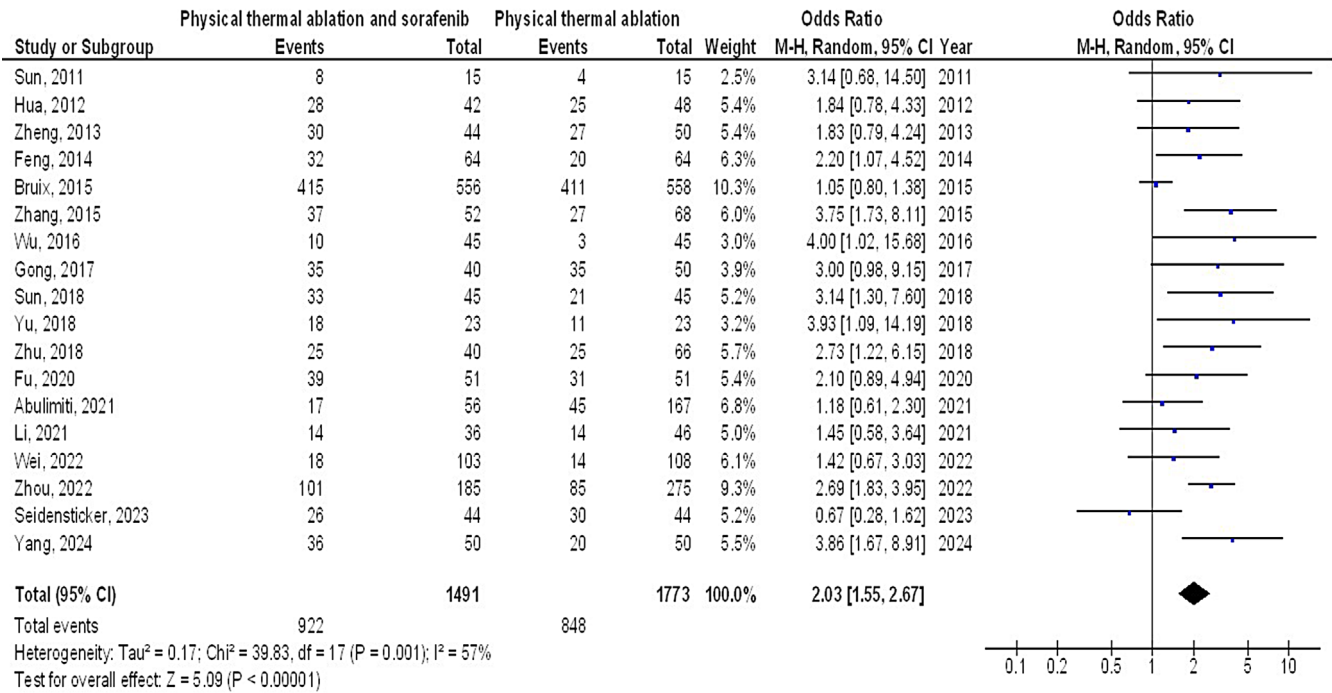 Physical thermal ablation and sorafenib Physical thermal ablation Odds Ratio Odds Ratio
Study or Subgroup Events Total Events Total Weight M-H, Random, 95% CI Year M-H, Random, 95% CI
Sun, 2011 8 15 4 15 2.5% 3.14 [0.68, 14.50] 2011
Hua, 2012 28 42 25 48 5.4% 1.84 [0.78, 4.33] 2012
Zheng, 2013 30 44 27 50 5.4% 1.83 [0.79, 4.24] 2013
Feng, 2014 32 64 20 64 6.3% 2.20 [1.07, 4.52] 2014
Bruix, 2015 415 556 411 558 10.3% 1.05 [0.80, 1.38] 2015
Zhang, 2015 37 52 27 68 6.0% 3.75 [1.73, 8.11] 2015
Wu, 2016 10 45 3 45 3.0% 4.00 [1.02, 15.68] 2016
Gong, 2017 35 40 35 50 3.9% 3.00 [0.98, 9.15] 2017
Sun, 2018 33 45 21 45 5.2% 3.14 [1.30, 7.60] 2018
Yu, 2018 18 23 11 23 3.2% 3.93 [1.09, 14.19] 2018
Zhu, 2018 25 40 25 66 5.7% 2.73 [1.22, 6.15] 2018
Fu, 2020 39 51 31 51 5.4% 2.10 [0.89, 4.94] 2020
Abulimiti, 2021 17 56 45 167 6.8% 1.18 [0.61, 2.30] 2021
Li, 2021 14 36 14 46 5.0% 1.45 [0.58, 3.64] 2021
Wei, 2022 18 103 14 108 6.1% 1.42 [0.67, 3.03] 2022
Zhou, 2022 101 185 85 275 9.3% 2.69 [1.83, 3.95] 2022
Seidensticker, 2023 26 44 30 44 5.2% 0.67 [0.28, 1.62] 2023
Yang, 2024 36 50 20 50 5.5% 3.86 [1.67, 8.91] 2024
Total (95% CI) 1491 1773 100.0% 2.03 [1.55, 2.67]
Total events 922 848
Heterogeneity: Tau² = 0.17; Chi² = 39.83, df = 17 (P = 0.001); I² = 57%
Test for overall effect: Z = 5.09 (P < 0.00001)
0.1 0.2 0.5 1 2 5 10